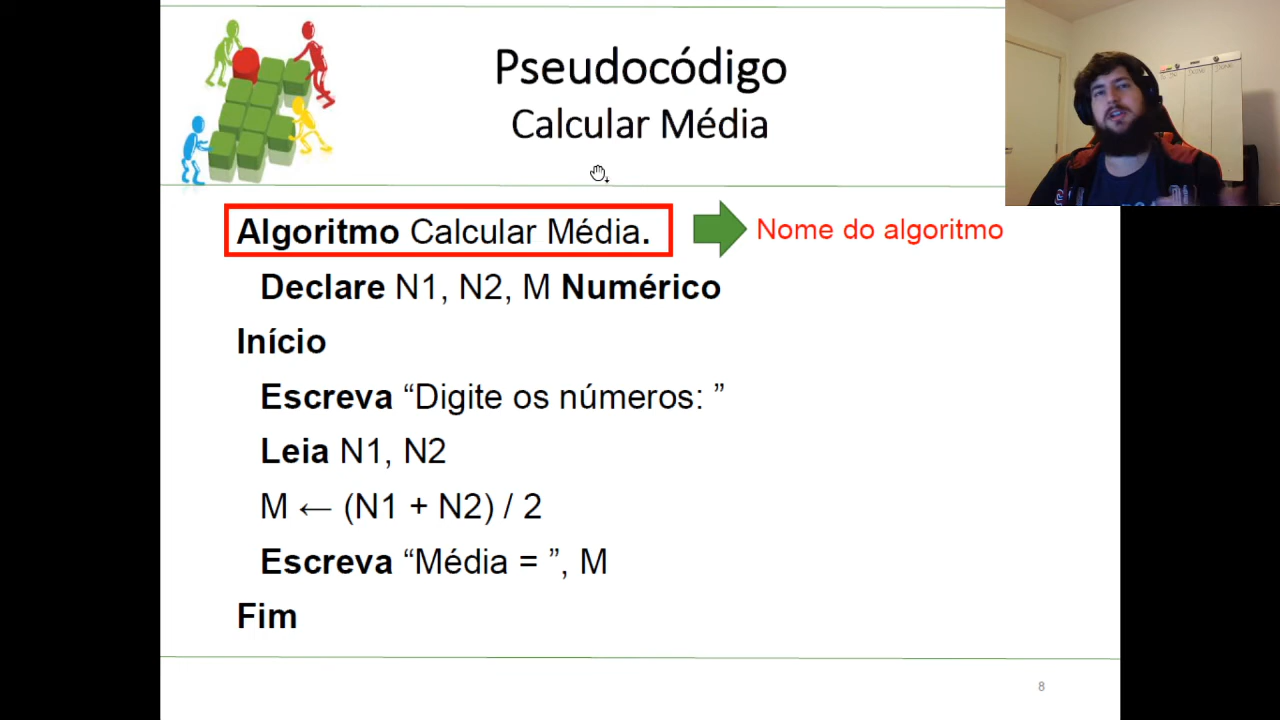 Pseudocódigo
Calcular Média
Algoritmo Calcular Média.
Nome do algoritmo
Declare N1, N2, M Numérico
Início
Escreva “Digite os números: ”
Leia N1, N2
M ← (N1 + N2) / 2
Escreva “Média = ”, M
Fim
8